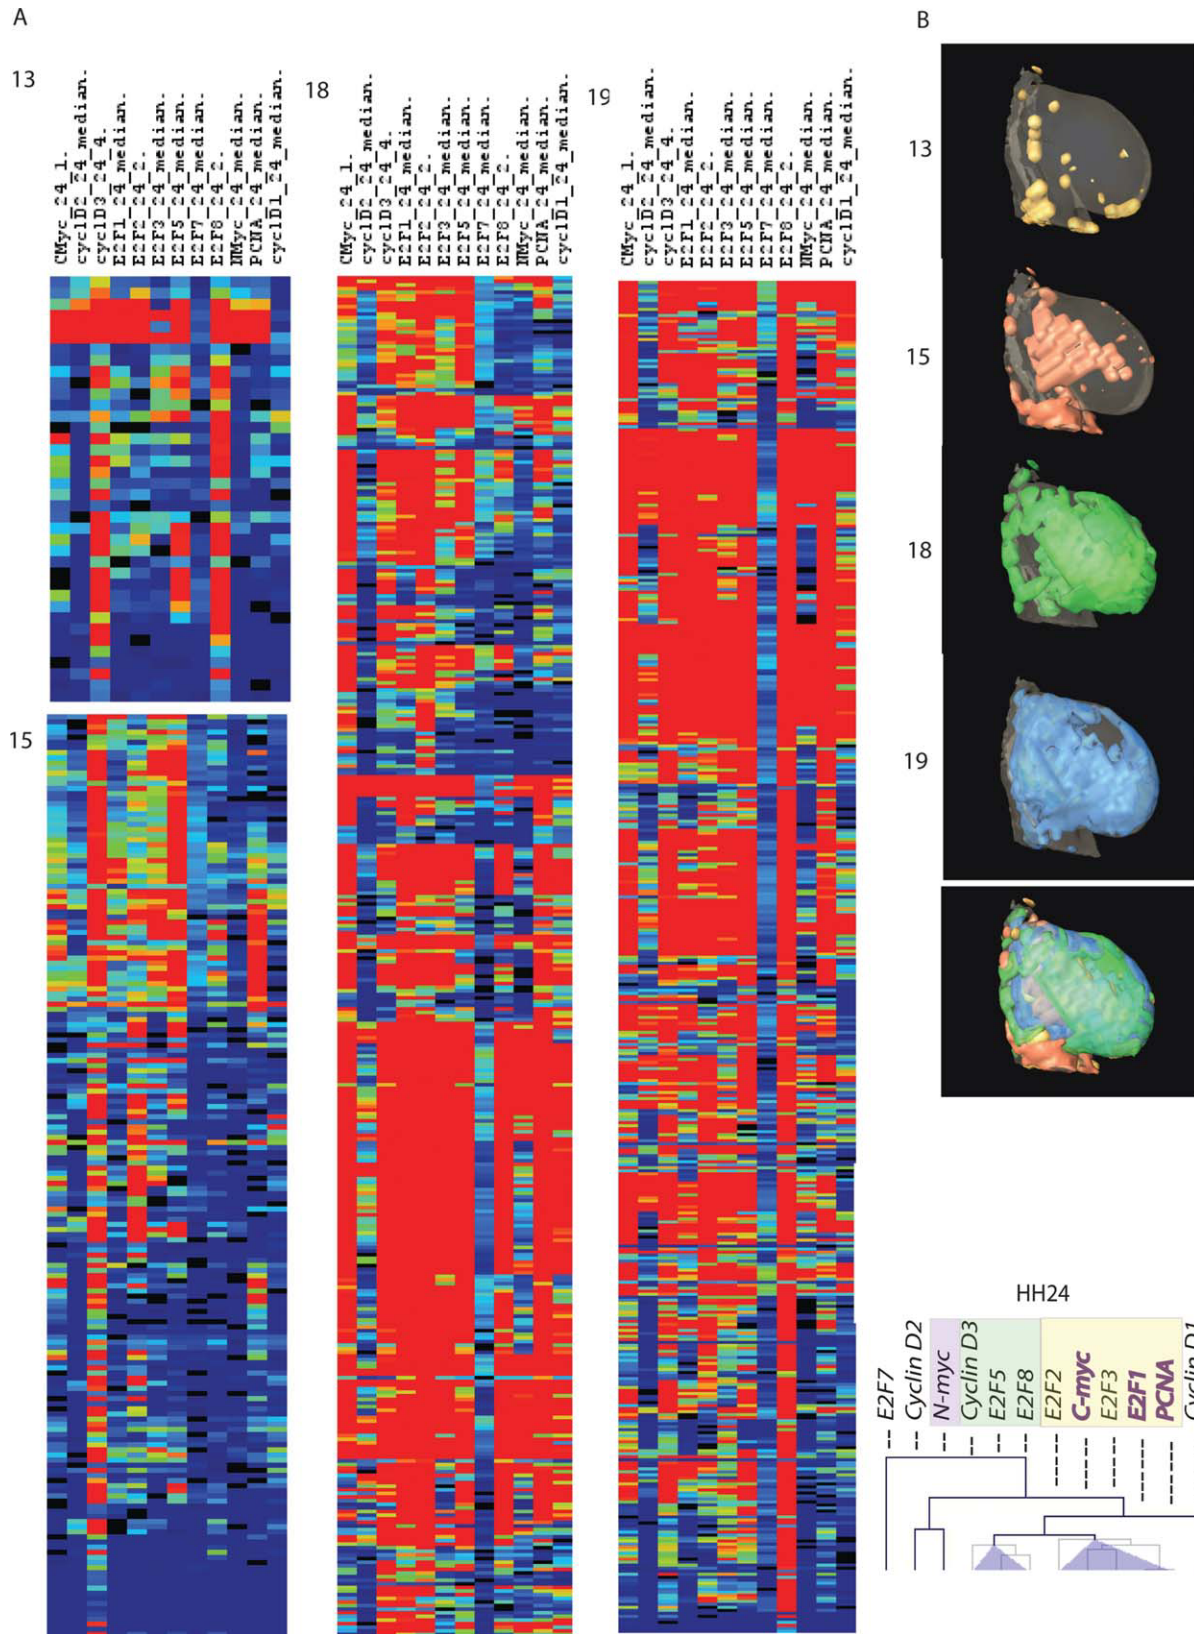 A
B
13
CMyc_24_1.
cyclD2_24_median.
cyclD3_24_4.
E2F1_24_median.
E2F2_24_2.
E2F3_24_median.
E2F5_24_median.
E2F7_24_median.
E2F8_24_2.
NMyc_24_median.
PCNA_24_median.
cyclD1_24_median.
18
CMyc_24_1.
cyclD2_24_median.
cyclD3_24_4.
E2F1_24_median.
E2F2_24_2.
E2F3_24_median.
E2F5_24_median.
E2F7_24_median.
E2F8_24_2.
NMyc_24_median.
PCNA_24_median.
cyclD1_24_median.
19
CMyc_24_1.
cyclD2_24_median.
cyclD3_24_4.
E2F1_24_median.
E2F2_24_2.
E2F3_24_median.
E2F5_24_median.
E2F7_24_median.
E2F8_24_2.
NMyc_24_median.
PCNA_24_median.
cyclD1_24_median.
15
13
15
18
19
HH24
E2F7
Cyclin D2
N-myc
Cyclin D3
E2F5
E2F8
E2F2
C-myc
E2F3
E2F1
PCNA
Cyclin D1